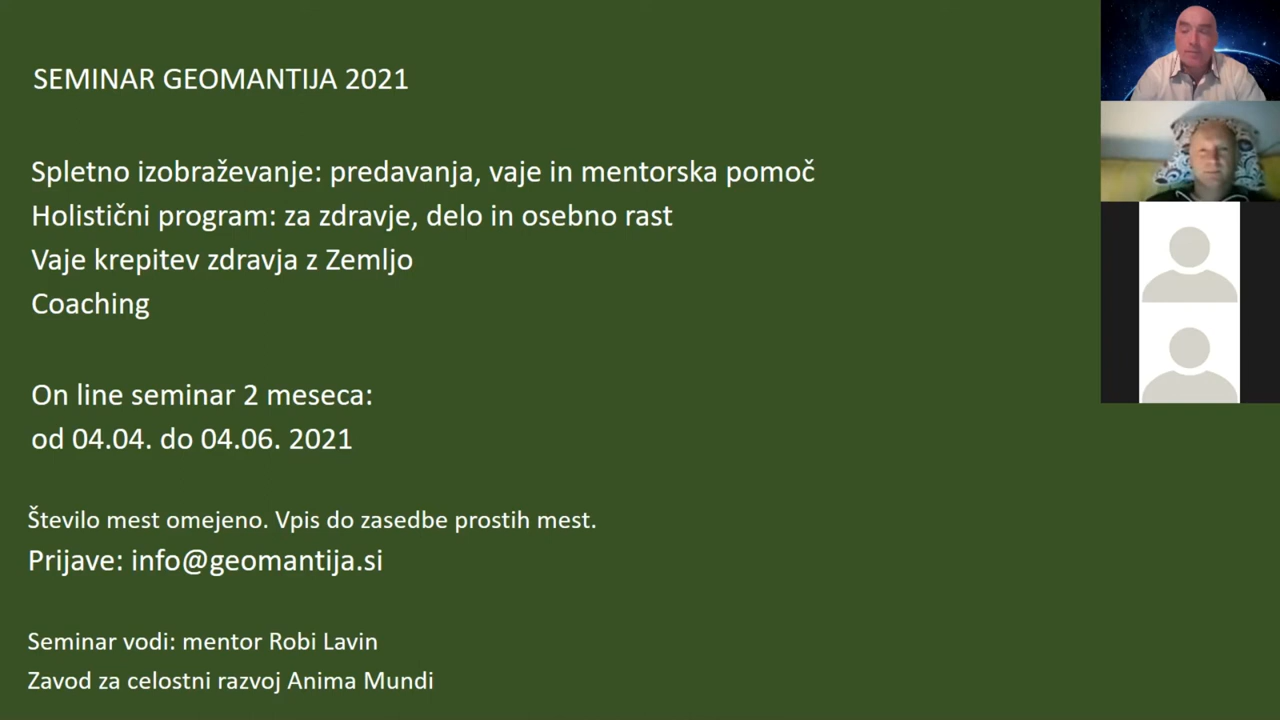 SEMINAR GEOMANTIJA 2021
Spletno izobraževanje: predavanja, vaje in mentorska pomoč
Holistični program: za zdravje, delo in osebno rast
Vaje krepitev zdravja z Zemljo
Coaching
On line seminar 2 meseca:
od 04.04. do 04.06. 2021
Število mest omejeno. Vpis do zasedbe prostih mest.
Prijave: info@geomantija.si
Seminar vodi: mentor Robi Lavin
Zavod za celostni razvoj Anima Mundi